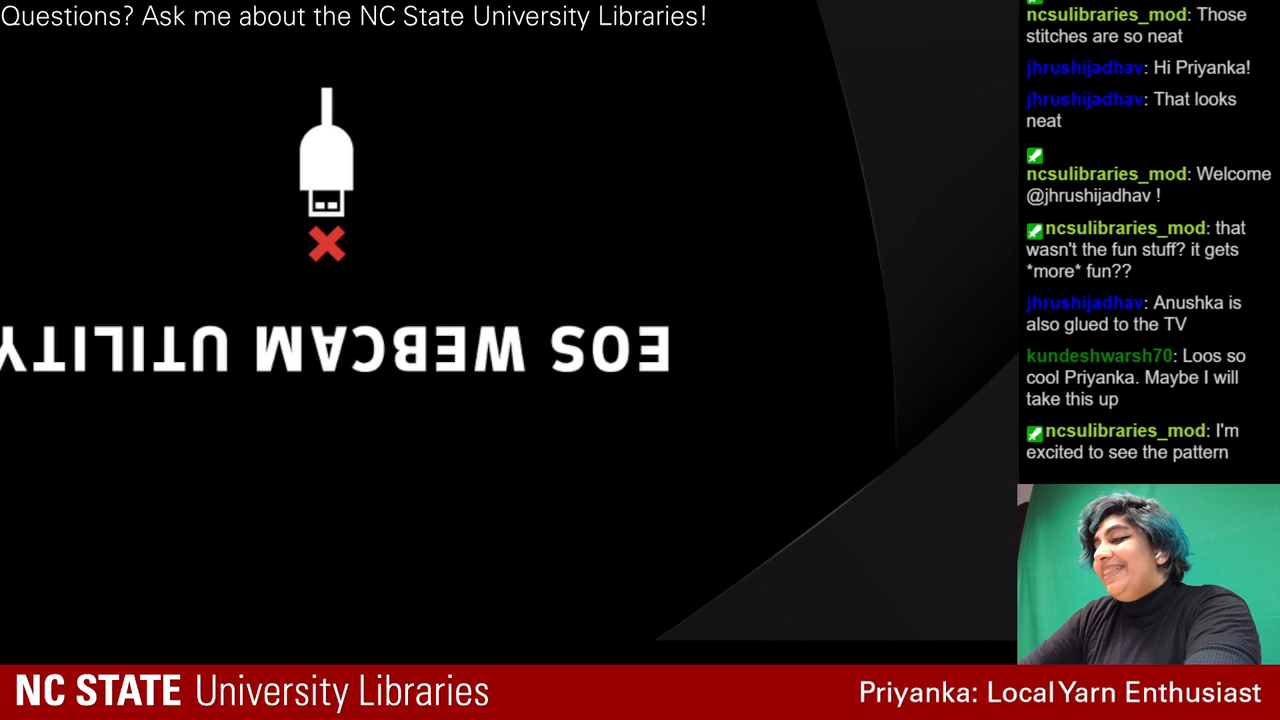 Questions? Ask me about the NC State University Libraries!
EOS WEBCAM UTILITY
ncsulibraries_mod: Those
stitches are so neat
jhrushijadhav: Hi Priyanka!
jhrushijadhav: That looks
neat
ncsulibraries_mod: Welcome
@jhrushijadhav !
ncsulibraries_mod: that
wasn't the fun stuff? it gets
*more* fun??
jhrushijadhav: Anushka is
also glued to the TV
kundeshwarsh70: Loos so
cool Priyanka. Maybe I will
take this up
ncsulibraries_mod: I'm
excited to see the pattern
NC STATE University Libraries
Priyanka: Local Yarn Enthusiast